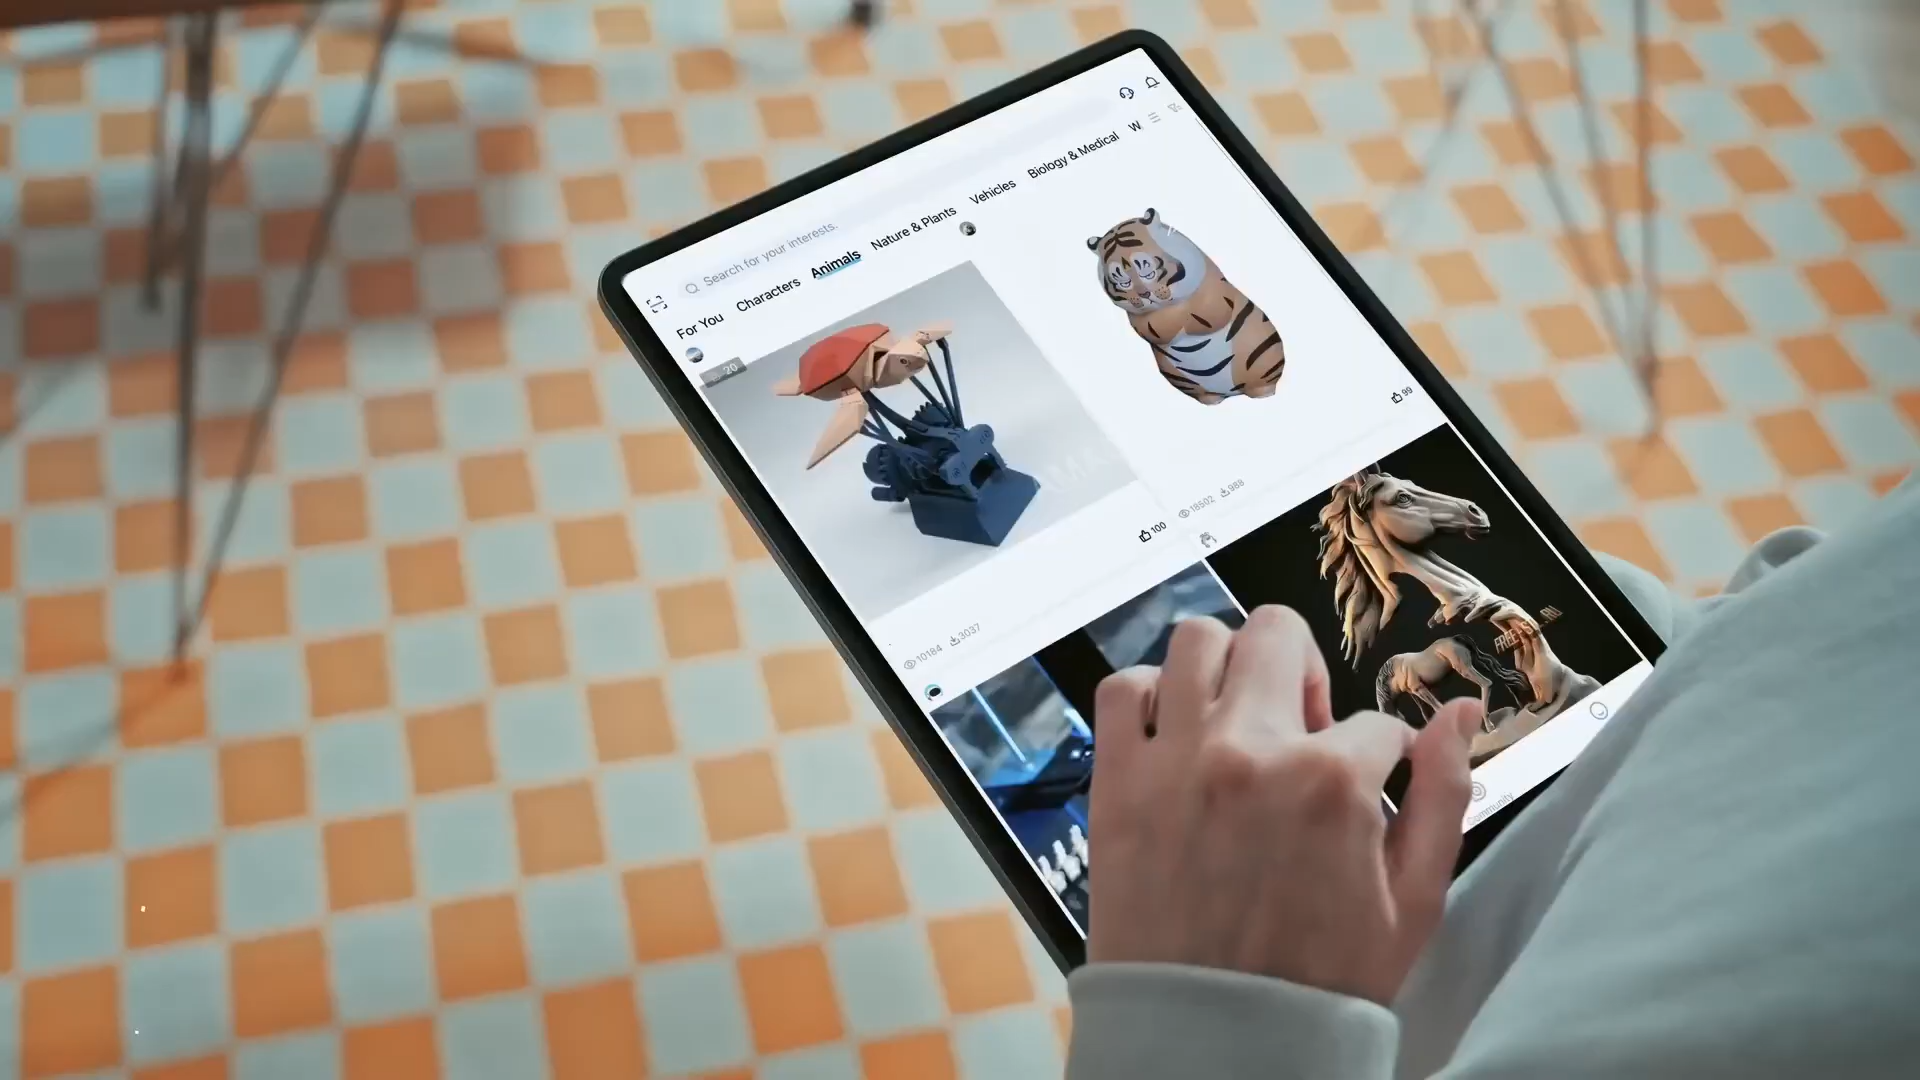 Search for your interests.
For You Characters Animals Nature & Plants Vehicles Biology & Medical W
20
99
18502 988
100
10184 3037
Community